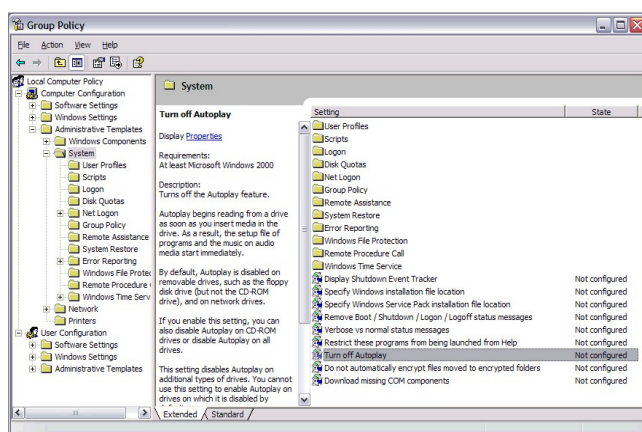 Group Policy
File Action View Help
Local Computer Policy
Computer Configuration
Software Settings
Windows Settings
Administrative Templates
Windows Components
System
User Profiles
Scripts
Logon
Disk Quotas
Net Logon
Group Policy
Remote Assistance
System Restore
Error Reporting
Windows File Protec
Remote Procedure
Windows Time Serv
Network
Printers
User Configuration
Software Settings
Windows Settings
Administrative Templates
System
Turn off Autoplay
Display Properties
Requirements:
At least Microsoft Windows 2000
Description:
Turns off the Autoplay feature.
Autoplay begins reading from a drive
as soon as you insert media in the
drive. As a result, the setup file of
programs and the music on audio
media start immediately.
By default, Autoplay is disabled on
removable drives, such as the floppy
disk drive (but not the CD-ROM
drive), and on network drives.
If you enable this setting, you can
also disable Autoplay on CD-ROM
drives or disable Autoplay on all
drives.
This setting disables Autoplay on
additional types of drives. You cannot
use this setting to enable Autoplay on
drives on which it is disabled by
Setting State
User Profiles
Scripts
Logon
Disk Quotas
Net Logon
Group Policy
Remote Assistance
System Restore
Error Reporting
Windows File Protection
Remote Procedure Call
Windows Time Service
Display Shutdown Event Tracker Not configured
Specify Windows installation file location Not configured
Specify Windows Service Pack installation file location Not configured
Remove Boot / Shutdown / Logon / Logoff status messages Not configured
Verbose vs normal status messages Not configured
Restrict these programs from being launched from Help Not configured
Turn off Autoplay Not configured
Do not automatically encrypt files moved to encrypted folders Not configured
Download missing COM components Not configured
Extended Standard